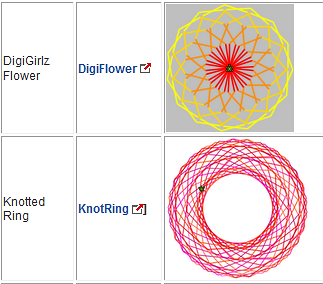 DigiGirlz
Flower
DigiFlower
Knotted
Ring
KnotRing ]